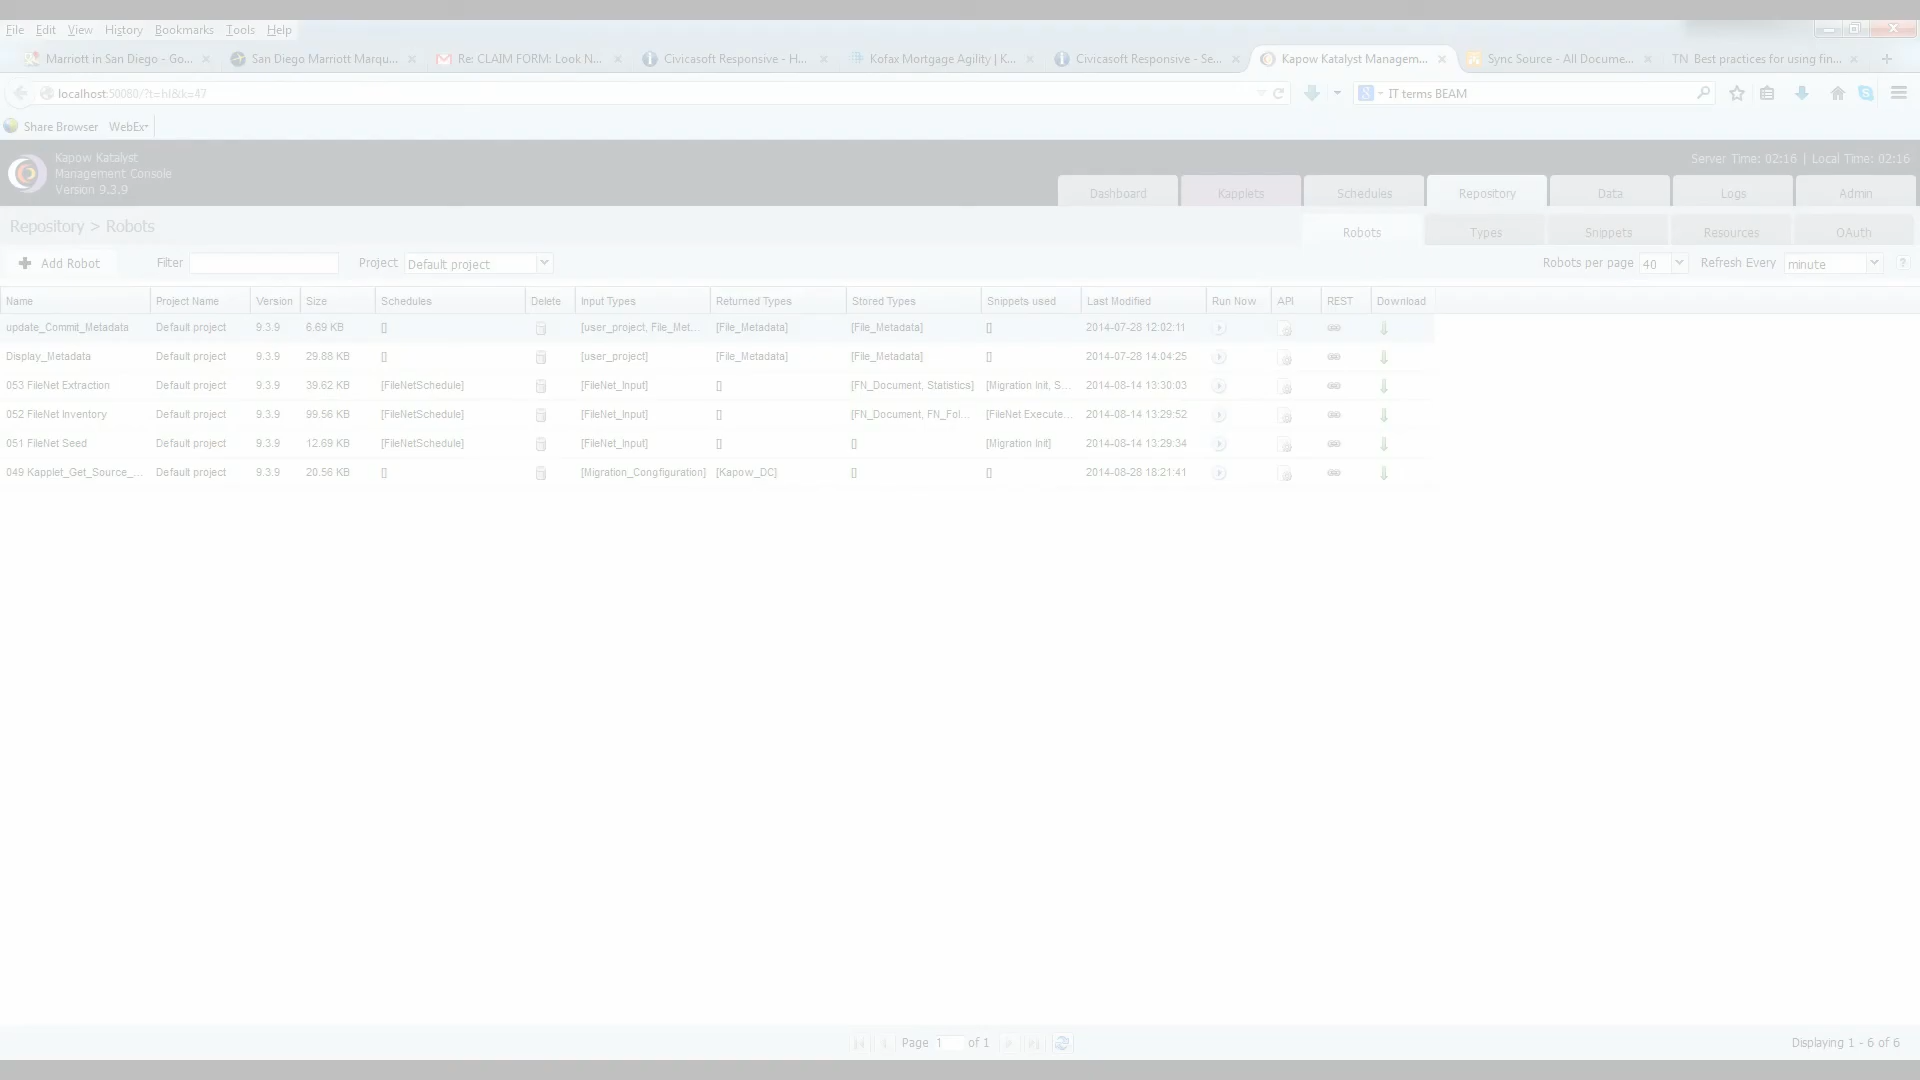 File Edit View History Bookmarks Tools Help
Marriott in San Diego - Go... San Diego Marriott Marqu... Re: CLAIM FORM: Look N... Civicasoft Responsive - H... Kofax Mortgage Agility | K... Civicasoft Responsive - Se... Kapow Katalyst Managem... Sync Source - All Docume... TN Best practices for using fin...
localhost:50080/?t=hl&k=47 IT terms BEAM
Share Browser WebEx
Kapow Katalyst
Management Console
Version 9.3.9
Server Time: 02:16 | Local Time: 02:16
Dashboard Kapplets Schedules Repository Data Logs Admin
Repository > Robots
Robots Types Snippets Resources OAuth
Add Robot Filter Project Default project Robots per page 40 Refresh Every minute ?
Name Project Name Version Size Schedules Delete Input Types Returned Types Stored Types Snippets used Last Modified Run Now API REST Download
update_Commit_Metadata Default project 9.3.9 6.69 KB [] [user_project, File_Met... [File_Metadata] [File_Metadata] [] 2014-07-28 12:02:11
Display_Metadata Default project 9.3.9 29.88 KB [] [user_project] [File_Metadata] [File_Metadata] [] 2014-07-28 14:04:25
053 FileNet Extraction Default project 9.3.9 39.62 KB [FileNetSchedule] [FileNet_Input] [] [FN_Document, Statistics] [Migration Init, S... 2014-08-14 13:30:03
052 FileNet Inventory Default project 9.3.9 99.56 KB [FileNetSchedule] [FileNet_Input] [] [FN_Document, FN_Fol... [FileNet Execute... 2014-08-14 13:29:52
051 FileNet Seed Default project 9.3.9 12.69 KB [FileNetSchedule] [FileNet_Input] [] [] [Migration Init] 2014-08-14 13:29:34
049 Kapplet_Get_Source_... Default project 9.3.9 20.56 KB [] [Migration_Congfiguration] [Kapow_DC] [] [] 2014-08-28 18:21:41
Page 1 of 1
Displaying 1 - 6 of 6